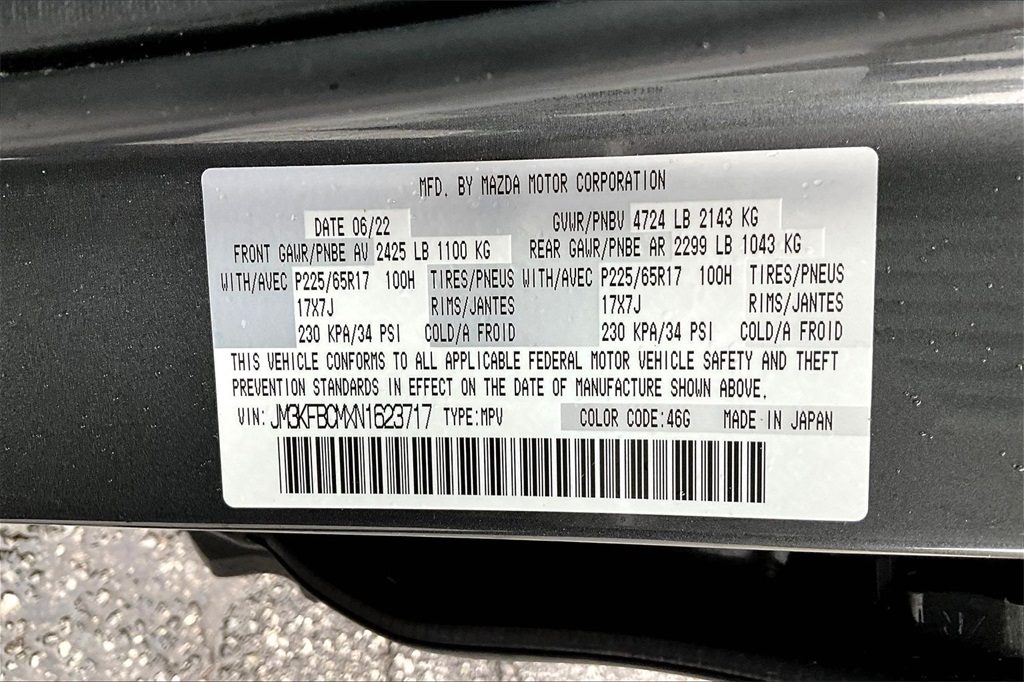 MFD. BY MAZDA MOTOR CORPORATION
DATE 06/22 GVWR/PNBV 4724 LB 2143 KG
FRONT GAWR/PNBE AV 2425 LB 1100 KG REAR GAWR/PNBE AR 2299 LB 1043 KG
WITH/AVEC P225/65R17 100H TIRES/PNEUS WITH/AVEC P225/65R17 100H TIRES/PNEUS
17X7J RIMS/JANTES 17X7J RIMS/JANTES
230 KPA/34 PSI COLD/A FROID 230 KPA/34 PSI COLD/A FROID
THIS VEHICLE CONFORMS TO ALL APPLICABLE FEDERAL MOTOR VEHICLE SAFETY AND THEFT
PREVENTION STANDARDS IN EFFECT ON THE DATE OF MANUFACTURE SHOWN ABOVE.
VIN: JM3KFBCMXN1623717 TYPE:MPV COLOR CODE:46G MADE IN JAPAN